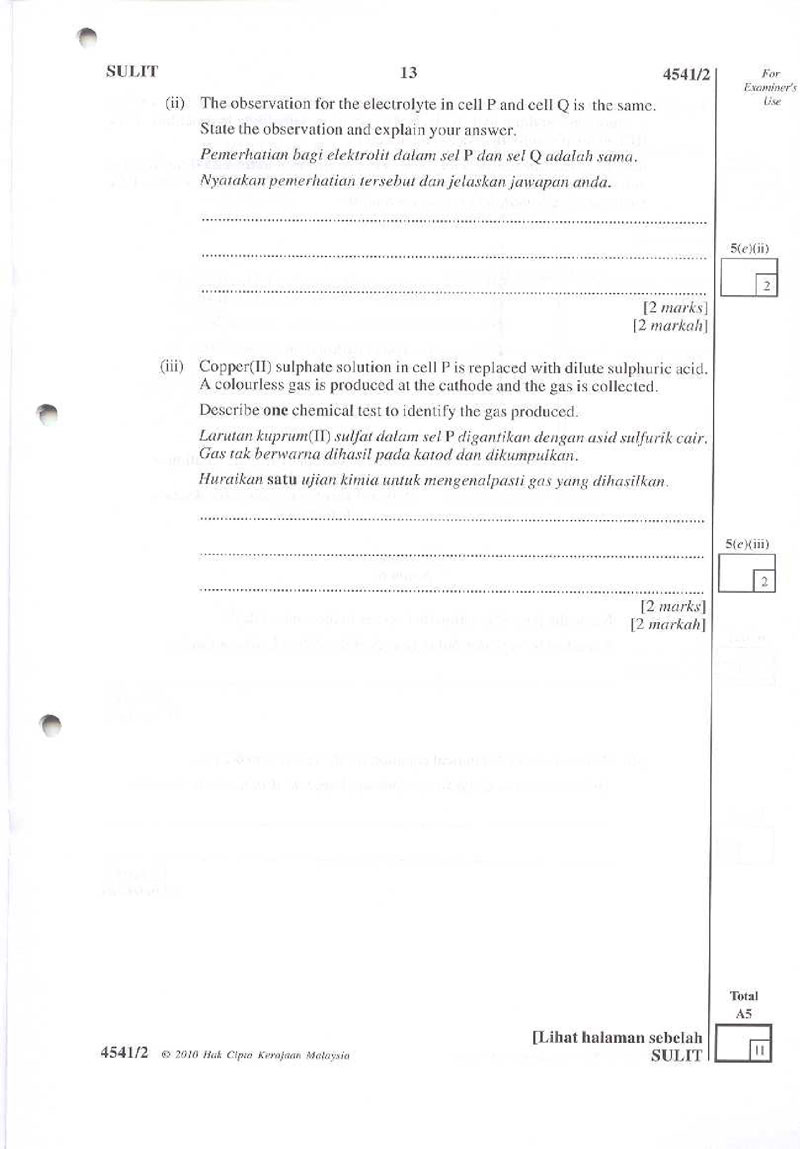 SULIT 13 4541/2
For
Examiner's
Use
(ii) The observation for the electrolyte in cell P and cell Q is the same.
State the observation and explain your answer.
Pemerhatian bagi elektrolit dalam sel P dan sel Q adalah sama.
Nyatakan pemerhatian tersebut dan jelaskan jawapan anda.
5(e)(ii)
2
[2 marks]
[2 markah]
(iii) Copper(II) sulphate solution in cell P is replaced with dilute sulphuric acid.
A colourless gas is produced at the cathode and the gas is collected.
Describe one chemical test to identify the gas produced.
Larutan kuprum(II) sulfat dalam sel P digantikan dengan asid sulfurik cair.
Gas tak berwarna dihasil pada katod dan dikumpulkan.
Huraikan satu ujian kimia untuk mengenalpasti gas yang dihasilkan.
5(e)(iii)
2
[2 marks]
[2 markah]
Total
A5
11
[Lihat halaman sebelah
4541/2 © 2010 Hak Cipta Kerajaan Malaysia SULIT